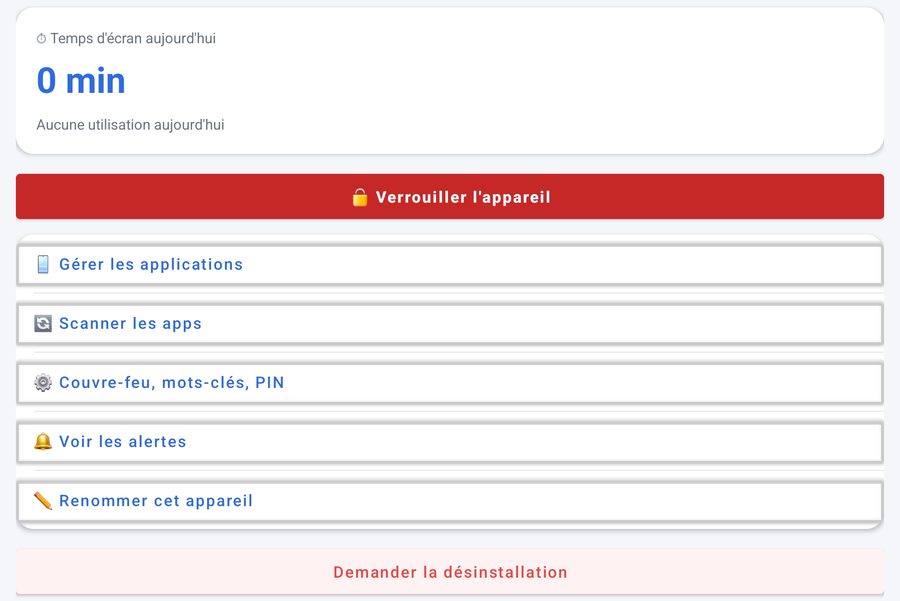 ⏱ Temps d'écran aujourd'hui
0 min
Aucune utilisation aujourd'hui
🔒 Verrouiller l'appareil
📱 Gérer les applications
🔄 Scanner les apps
⚙️ Couvre-feu, mots-clés, PIN
🔔 Voir les alertes
✏️ Renommer cet appareil
Demander la désinstallation